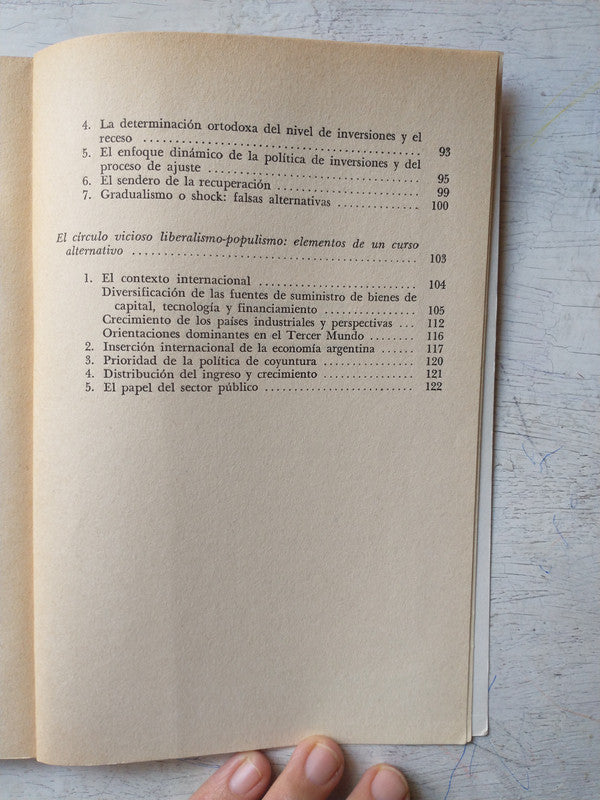 4. La determinación ortodoxa del nivel de inversiones y el
receso ........................................ 93
5. El enfoque dinámico de la política de inversiones y del
proceso de ajuste ........................................ 95
6. El sendero de la recuperación .................... 99
7. Gradualismo o shock: falsas alternativas ............ 100
El círculo vicioso liberalismo-populismo: elementos de un curso
alternativo ........................................ 103
1. El contexto internacional ........................ 104
Diversificación de las fuentes de suministro de bienes de
capital, tecnología y financiamiento .............. 105
Crecimiento de los países industriales y perspectivas ... 112
Orientaciones dominantes en el Tercer Mundo ....... 116
2. Inserción internacional de la economía argentina ...... 117
3. Prioridad de la política de coyuntura .............. 120
4. Distribución del ingreso y crecimiento .............. 121
5. El papel del sector público ...................... 122